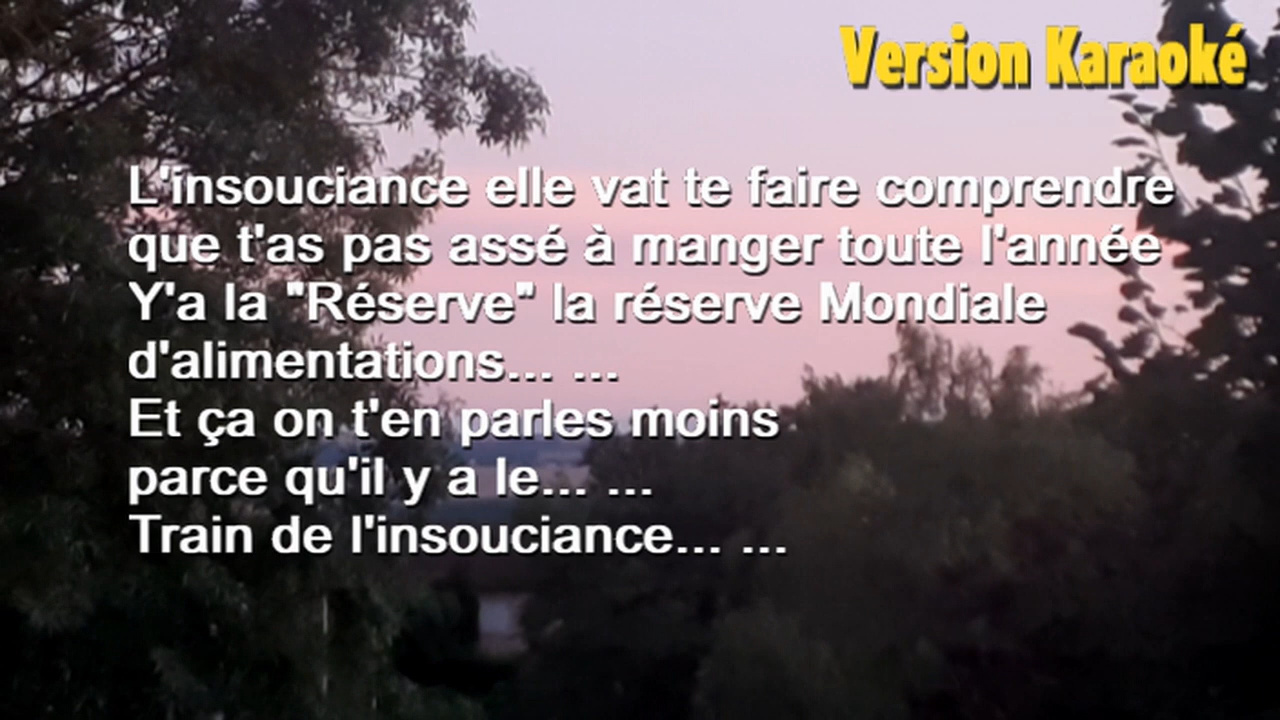 Version Karaoké
L'insouciance elle vat te faire comprendre
que t'as pas assé à manger toute l'année
Y'a la "Réserve" la réserve Mondiale
d'alimentations... ...
Et ça on t'en parles moins
parce qu'il y a le... ...
Train de l'insouciance... ...